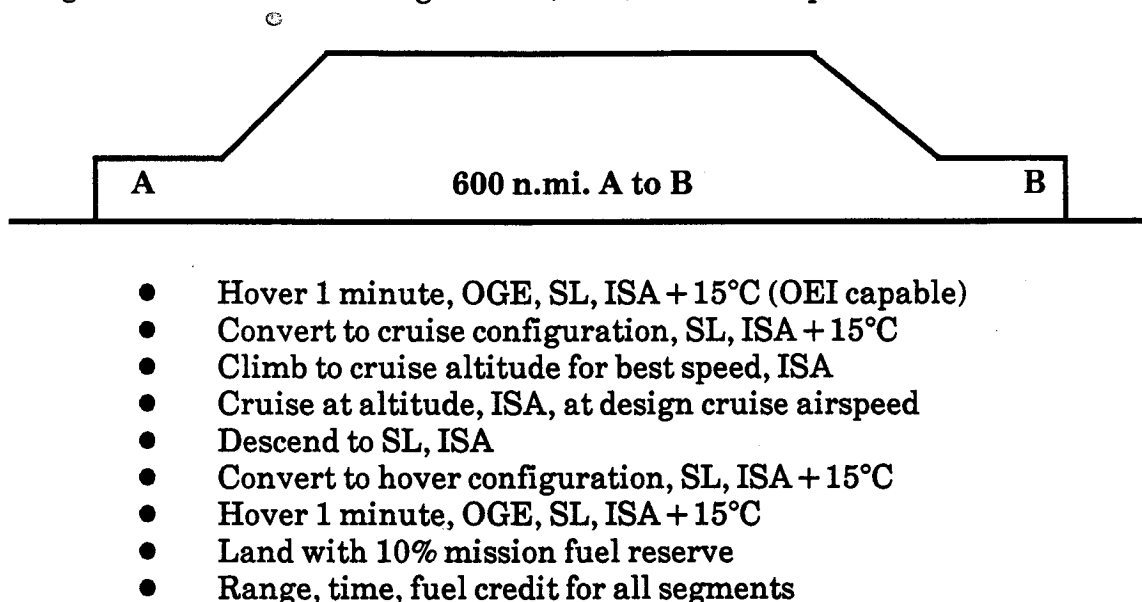 A 600 n.mi. A to B B
● Hover 1 minute, OGE, SL, ISA + 15°C (OEI capable)
● Convert to cruise configuration, SL, ISA + 15°C
● Climb to cruise altitude for best speed, ISA
● Cruise at altitude, ISA, at design cruise airspeed
● Descend to SL, ISA
● Convert to hover configuration, SL, ISA + 15°C
● Hover 1 minute, OGE, SL, ISA + 15°C
● Land with 10% mission fuel reserve
● Range, time, fuel credit for all segments